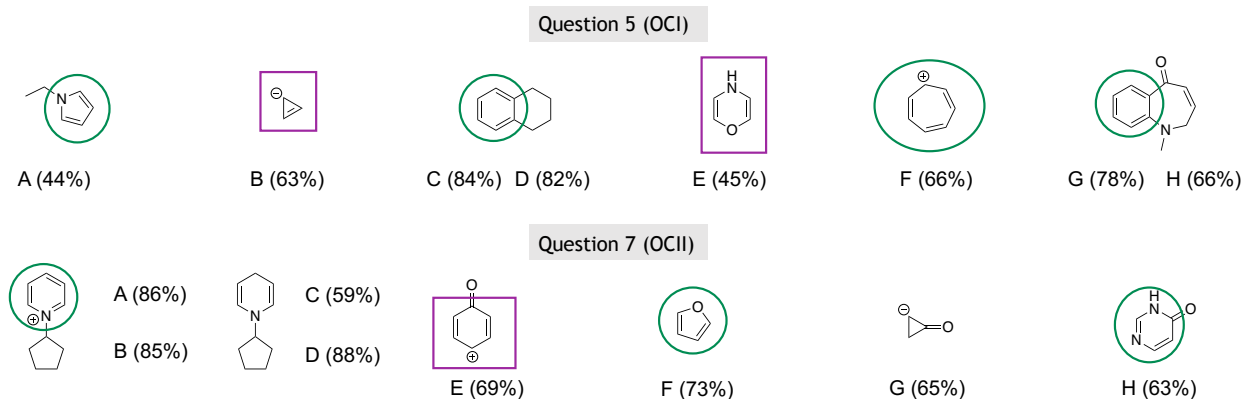 Question 5 (OCI)
N
⊖
H
N
O
⊕
O
N
A (44%)
B (63%)
C (84%) D (82%)
E (45%)
F (66%)
G (78%) H (66%)
Question 7 (OCII)
N
⊕
A (86%)
B (85%)
N
C (59%)
D (88%)
O
⊕
E (69%)
O
F (73%)
⊖
O
G (65%)
H
N
O
N
H (63%)